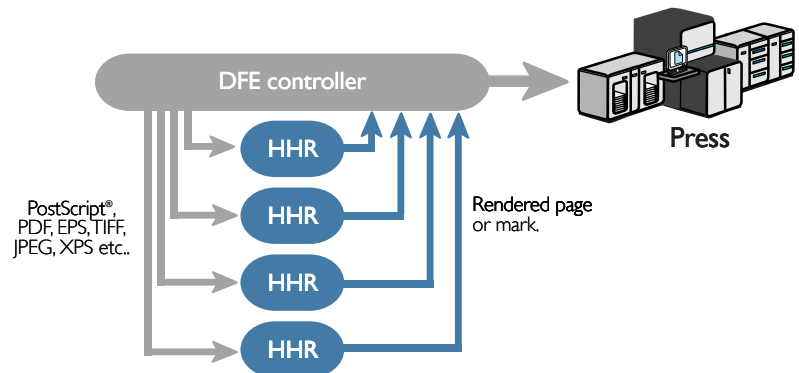 DFE controller
Press
HHR
HHR
HHR
HHR
PostScript®,
PDF, EPS, TIFF,
JPEG, XPS etc..
Rendered page
or mark.